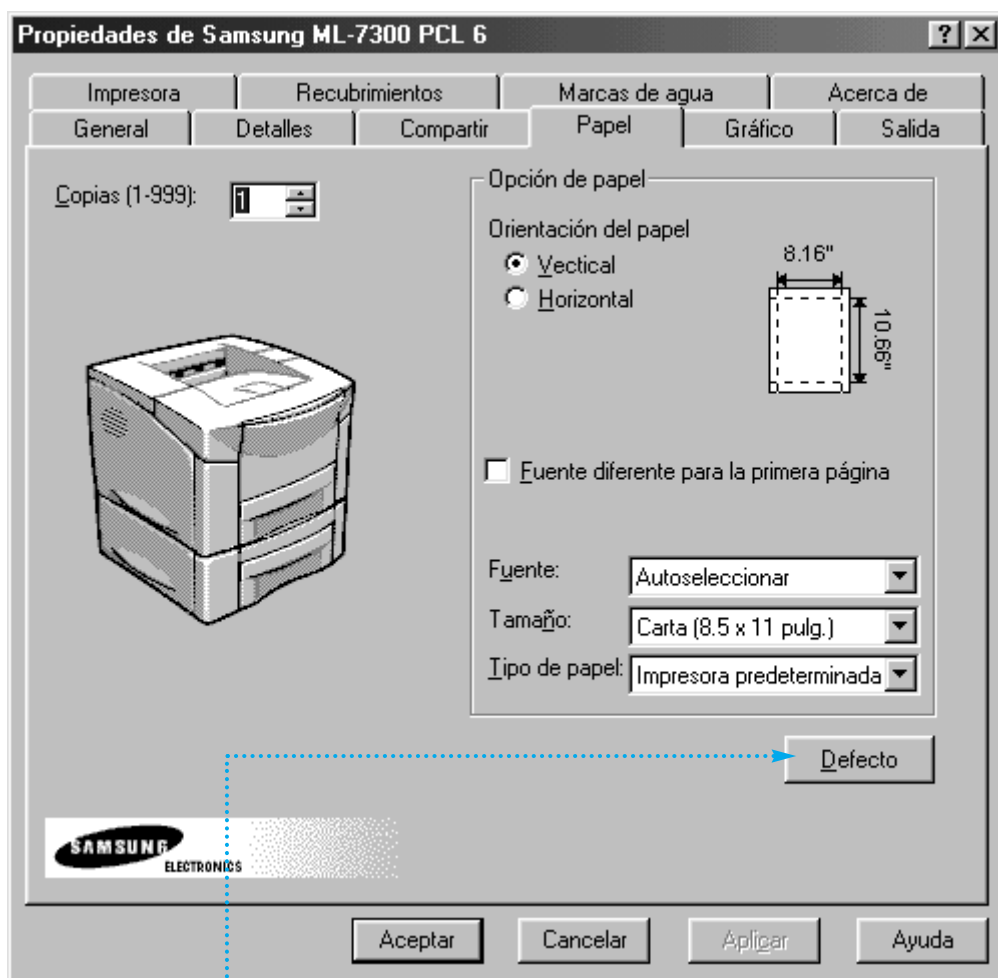 Propiedades de Samsung ML-7300 PCL 6
Impresora Recubrimientos Marcas de agua Acerca de
General Detalles Compartir Papel Gráfico Salida
Copias (1-999): 1
Opción de papel
Orientación del papel
Vectical
Horizontal
8.16"
10.66"
Fuente diferente para la primera página
Fuente: Autoseleccionar
Tamaño: Carta (8.5 x 11 pulg.)
Tipo de papel: Impresora predeterminada
Defecto
SAMSUNG
ELECTRONICS
Aceptar Cancelar Aplicar Ayuda